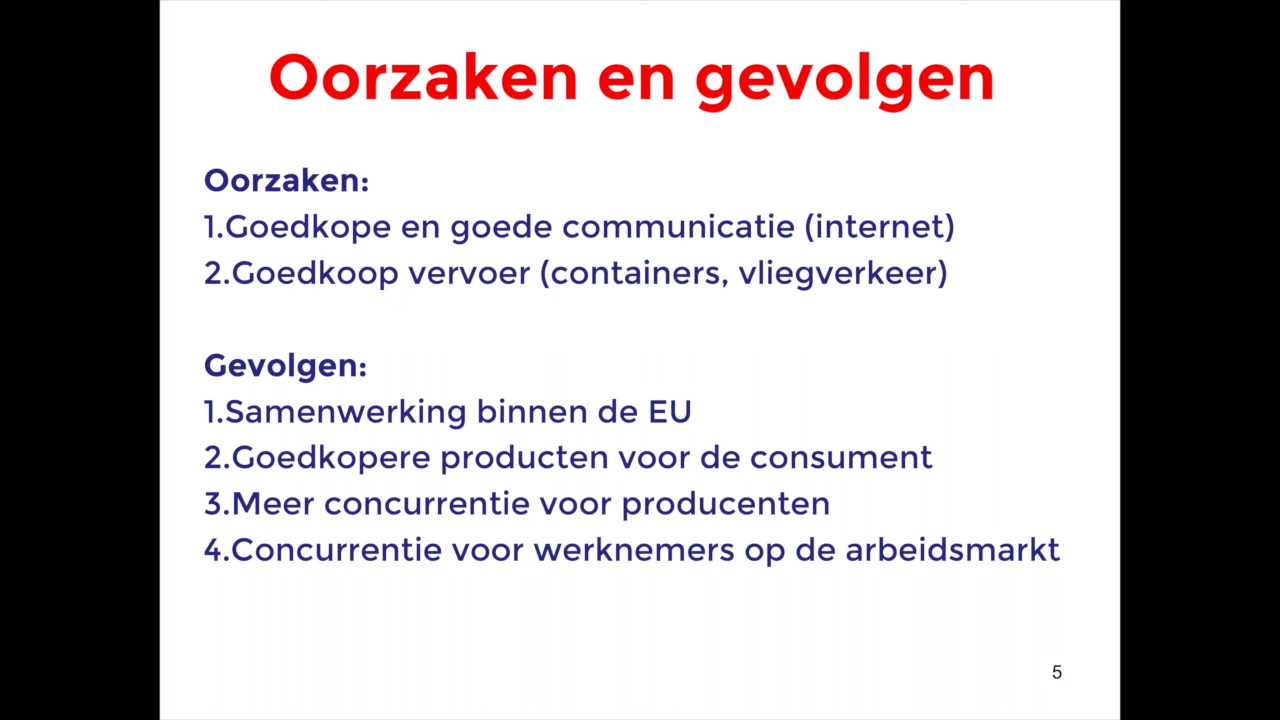 Oorzaken en gevolgen
Oorzaken:
1.Goedkope en goede communicatie (internet)
2.Goedkoop vervoer (containers, vliegverkeer)
Gevolgen:
1.Samenwerking binnen de EU
2.Goedkopere producten voor de consument
3.Meer concurrentie voor producenten
4.Concurrentie voor werknemers op de arbeidsmarkt
5